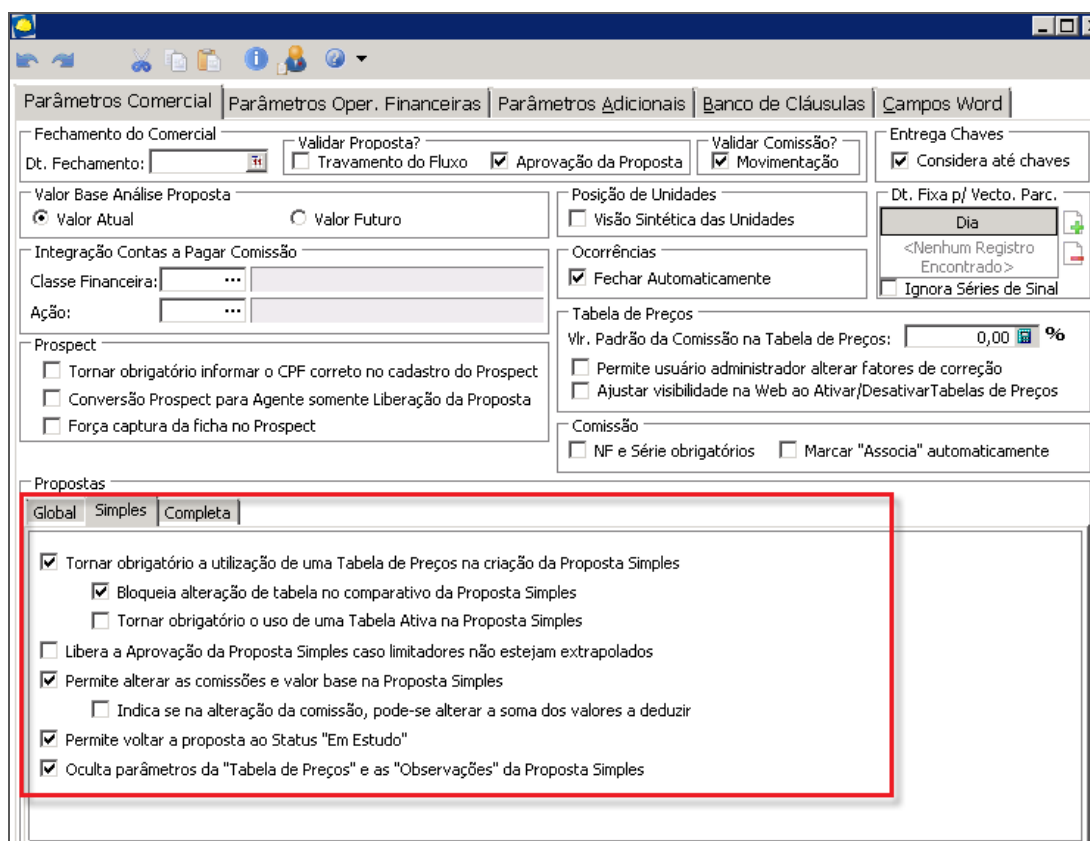 Parâmetros Comercial Parâmetros Oper. Financeiras Parâmetros Adicionais Banco de Cláusulas Campos Word
Fechamento do Comercial
Dt. Fechamento:
Validar Proposta?
Travamento do Fluxo Aprovação da Proposta
Validar Comissão?
Movimentação
Entrega Chaves
Considera até chaves
Valor Base Análise Proposta
Valor Atual Valor Futuro
Posição de Unidades
Visão Sintética das Unidades
Dt. Fixa p/ Vecto. Parc.
Dia
<Nenhum Registro
Encontrado>
Ignora Séries de Sinal
Integração Contas a Pagar Comissão
Classe Financeira: ...
Ação: ...
Ocorrências
Fechar Automaticamente
Tabela de Preços
Vlr. Padrão da Comissão na Tabela de Preços: 0,00 %
Permite usuário administrador alterar fatores de correção
Ajustar visibilidade na Web ao Ativar/DesativarTabelas de Preços
Prospect
Tornar obrigatório informar o CPF correto no cadastro do Prospect
Conversão Prospect para Agente somente Liberação da Proposta
Força captura da ficha no Prospect
Comissão
NF e Série obrigatórios Marcar "Associa" automaticamente
Propostas
Global Simples Completa
Tornar obrigatório a utilização de uma Tabela de Preços na criação da Proposta Simples
Bloqueia alteração de tabela no comparativo da Proposta Simples
Tornar obrigatório o uso de uma Tabela Ativa na Proposta Simples
Libera a Aprovação da Proposta Simples caso limitadores não estejam extrapolados
Permite alterar as comissões e valor base na Proposta Simples
Indica se na alteração da comissão, pode-se alterar a soma dos valores a deduzir
Permite voltar a proposta ao Status "Em Estudo"
Oculta parâmetros da "Tabela de Preços" e as "Observações" da Proposta Simples